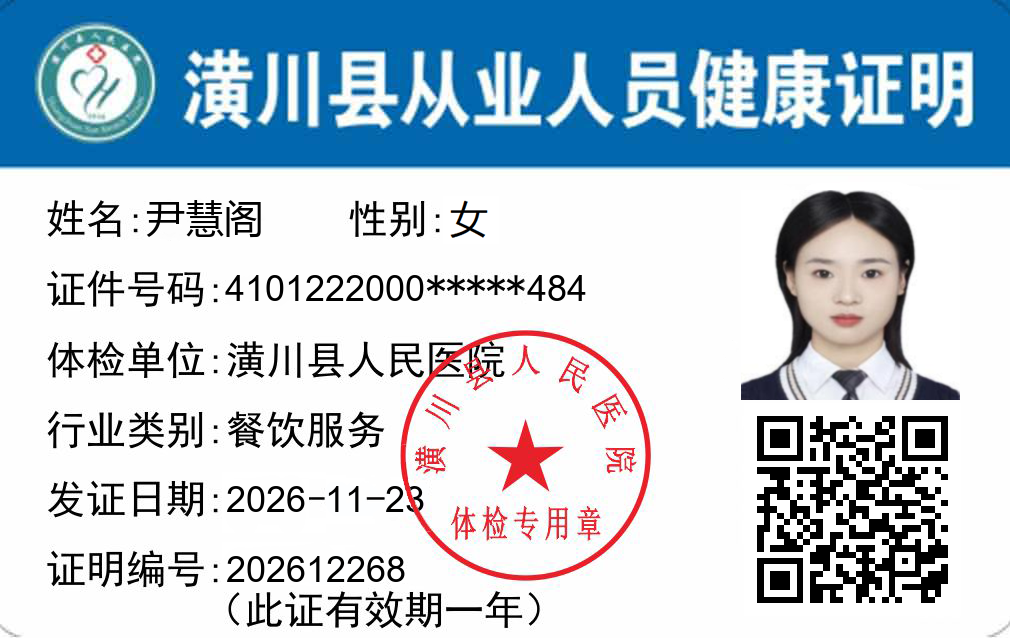 潢川县从业人员健康证明
姓名:尹慧阁 性别:女
证件号码:4101222000*****484
体检单位:潢川县人民医院
行业类别:餐饮服务
发证日期:2026-11-23
证明编号:202612268
（此证有效期一年）
潢川县人民医院
体检专用章